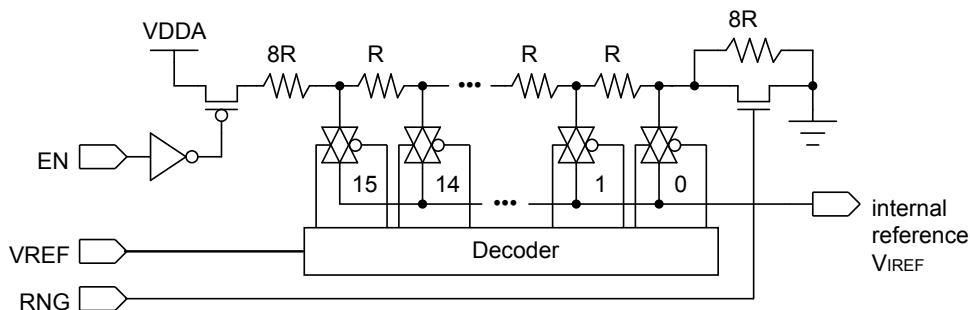 8R
VDDA
8R
R
R
R
•••
EN
15
14
1
0
•••
internal
reference
VIREF
VREF
Decoder
RNG